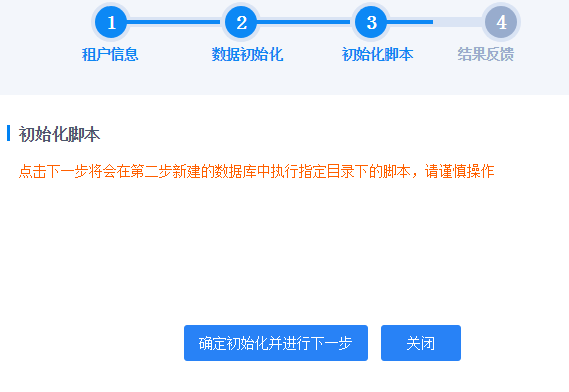 1 2 3 4
租户信息 数据初始化 初始化脚本 结果反馈
初始化脚本
点击下一步将会在第二步新建的数据库中执行指定目录下的脚本，请谨慎操作
确定初始化并进行下一步 关闭